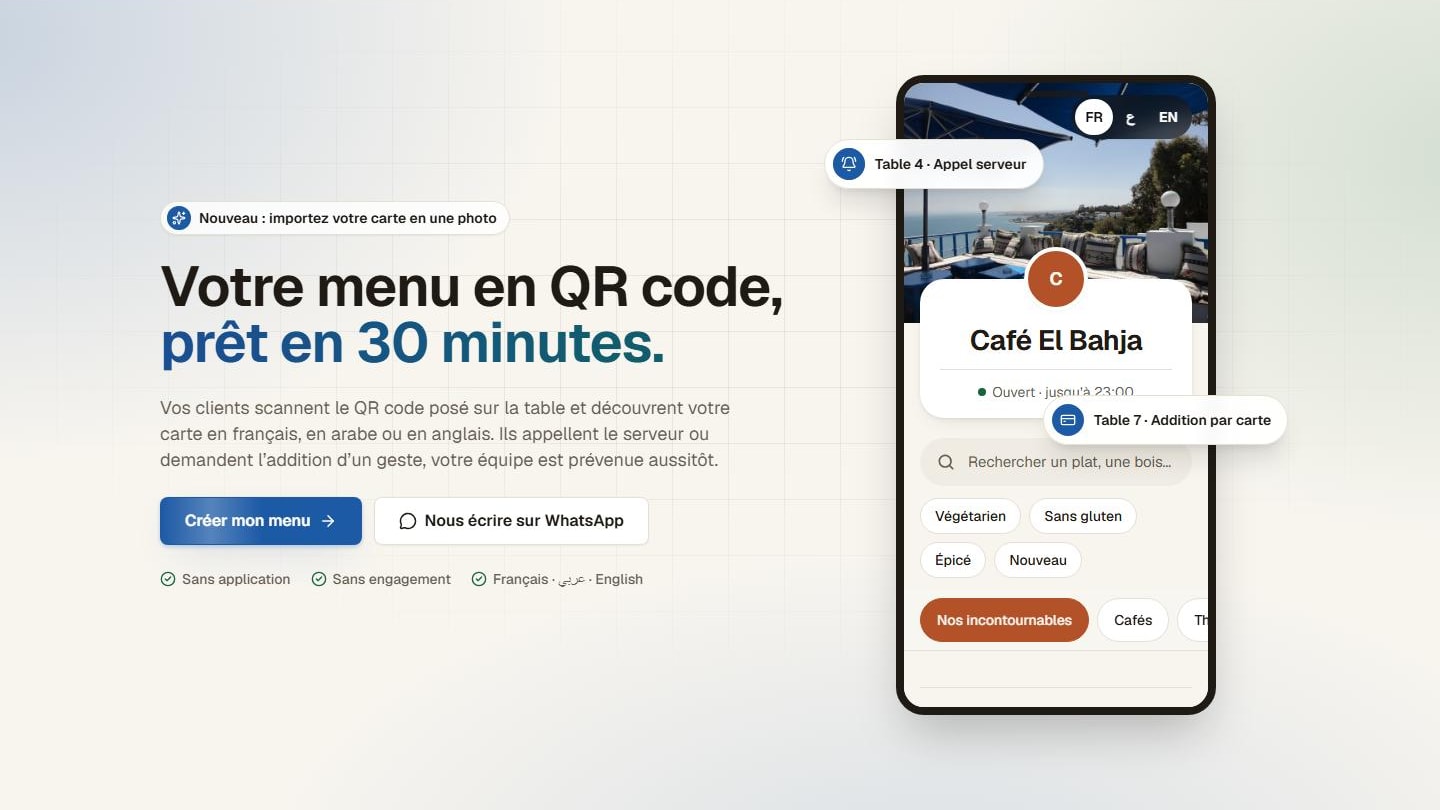 Nouveau : importez votre carte en une photo
Votre menu en QR code,
prêt en 30 minutes.
Vos clients scannent le QR code posé sur la table et découvrent votre
carte en français, en arabe ou en anglais. Ils appellent le serveur ou
demandent l’addition d’un geste, votre équipe est prévenue aussitôt.
Créer mon menu
Nous écrire sur WhatsApp
Sans application
Sans engagement
Français · عربي · English
FR ع EN
Table 4 · Appel serveur
C
Café El Bahja
Ouvert · jusqu’à 23:00
Table 7 · Addition par carte
Rechercher un plat, une bois…
Végétarien
Sans gluten
Épicé
Nouveau
Nos incontournables
Cafés
Th